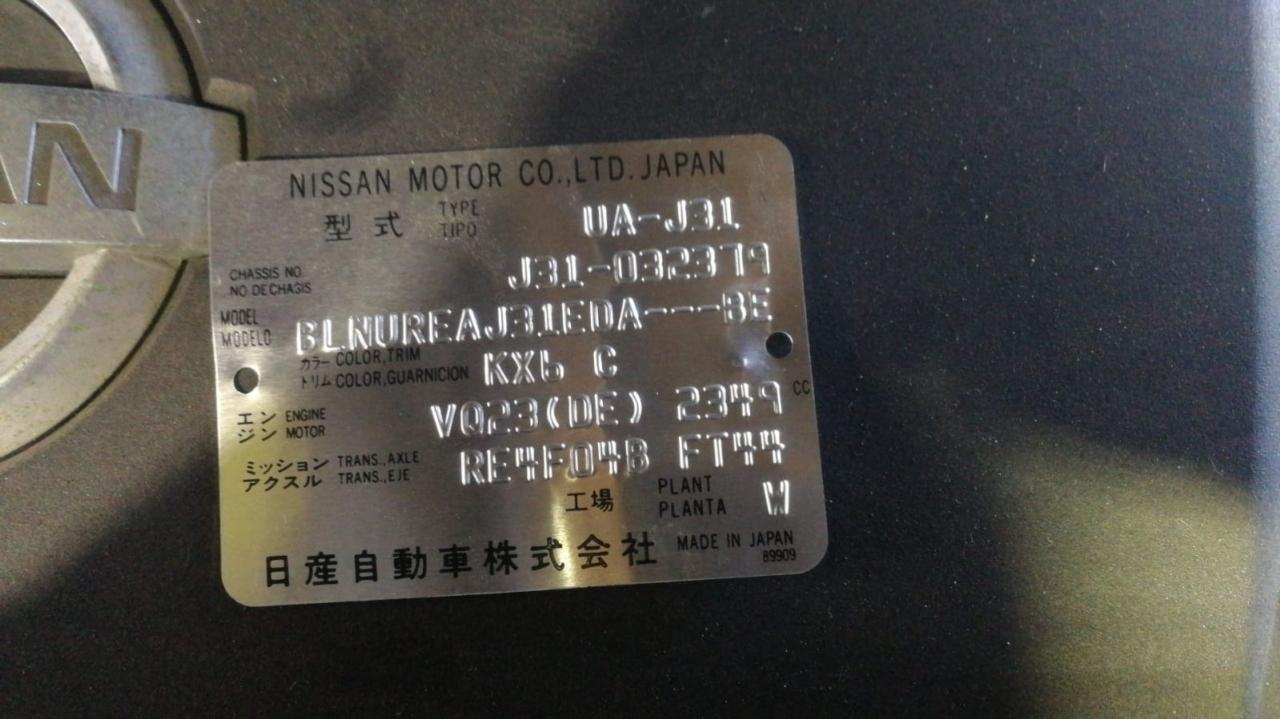 AN
NISSAN MOTOR CO.,LTD. JAPAN
型式 TYPE TIPO UA-J31
CHASSIS NO.
NO DE CHASIS
J31-032379
MODEL
MODELO
BLNUREAJ31EDA---BE
カラー COLOR,TRIM
トリム COLOR,GUARNICION
KX6 C
エンジン ENGINE MOTOR
VQ23(DE) 2349 CC
ミッション TRANS.,AXLE
アクスル TRANS.,EJE
RE4F04B FT44
工場 PLANT PLANTA W
日産自動車株式会社 MADE IN JAPAN
89909